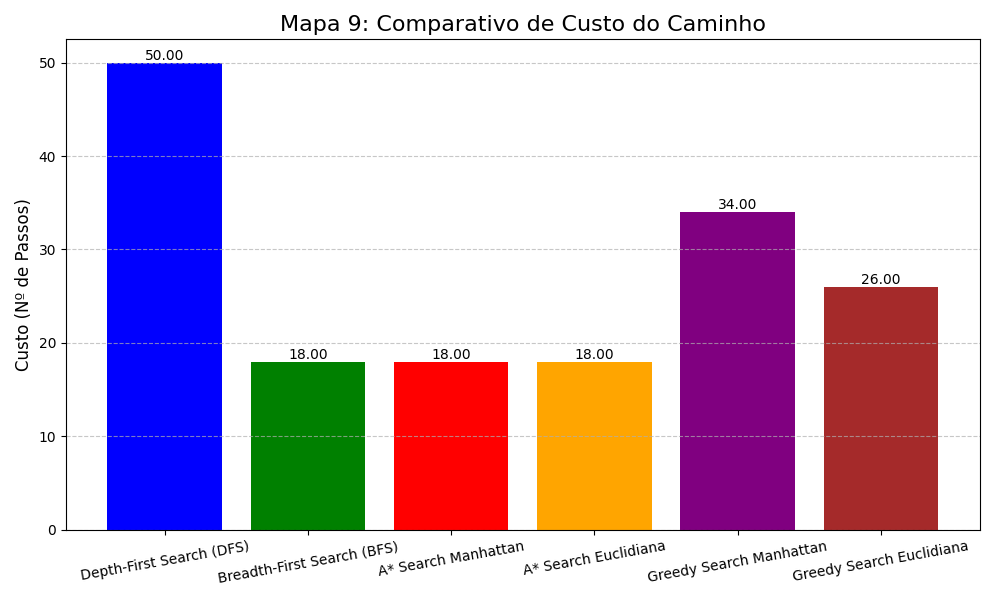 Mapa 9: Comparativo de Custo do Caminho
Custo (Nº de Passos)
50
40
30
20
10
0
50.00
18.00
18.00
18.00
34.00
26.00
Depth-First Search (DFS)
Breadth-First Search (BFS)
A* Search Manhattan
A* Search Euclidiana
Greedy Search Manhattan
Greedy Search Euclidiana